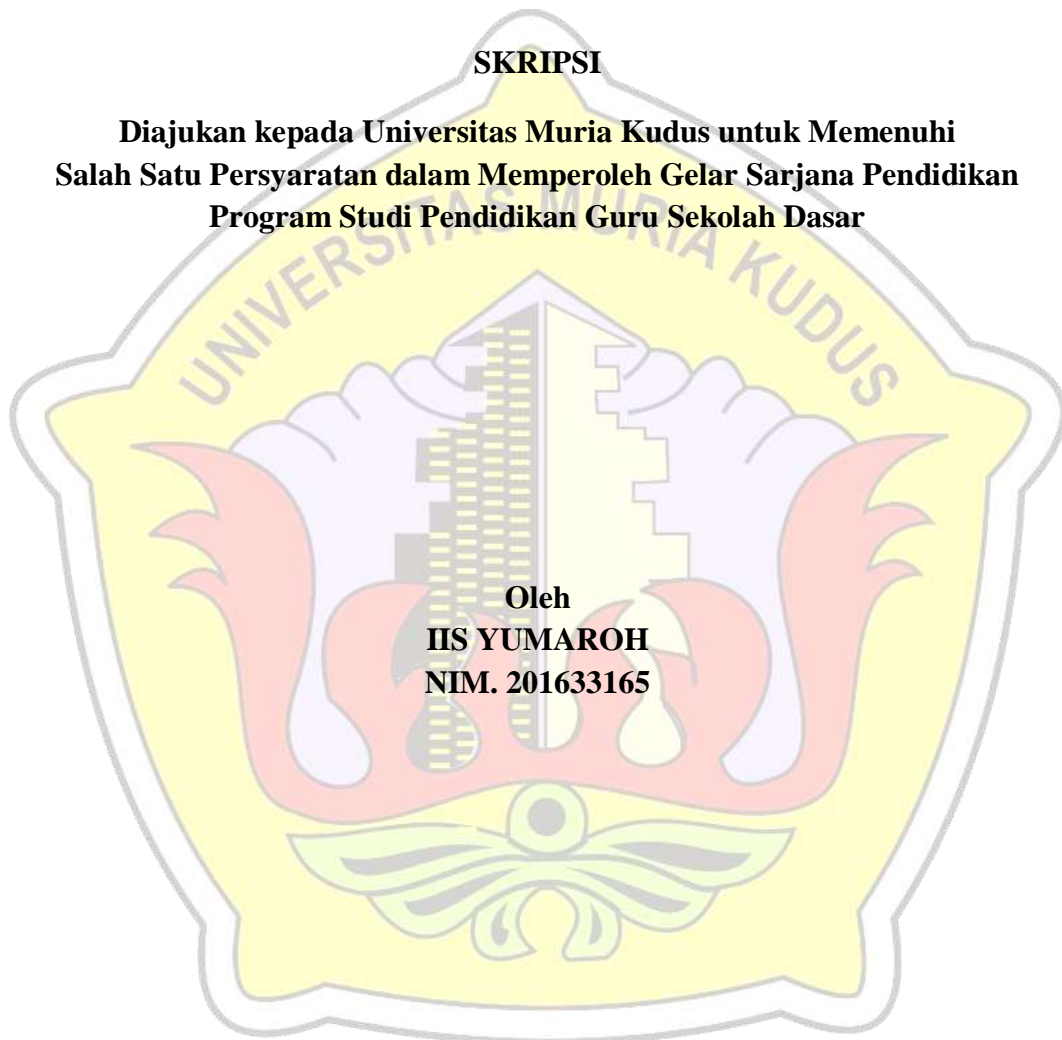 SKRIPSI
Diajukan kepada Universitas Muria Kudus untuk Memenuhi
Salah Satu Persyaratan dalam Memperoleh Gelar Sarjana Pendidikan
Program Studi Pendidikan Guru Sekolah Dasar
UNIVERSITAS MURIA KUDUS
Oleh
IIS YUMAROH
NIM. 201633165